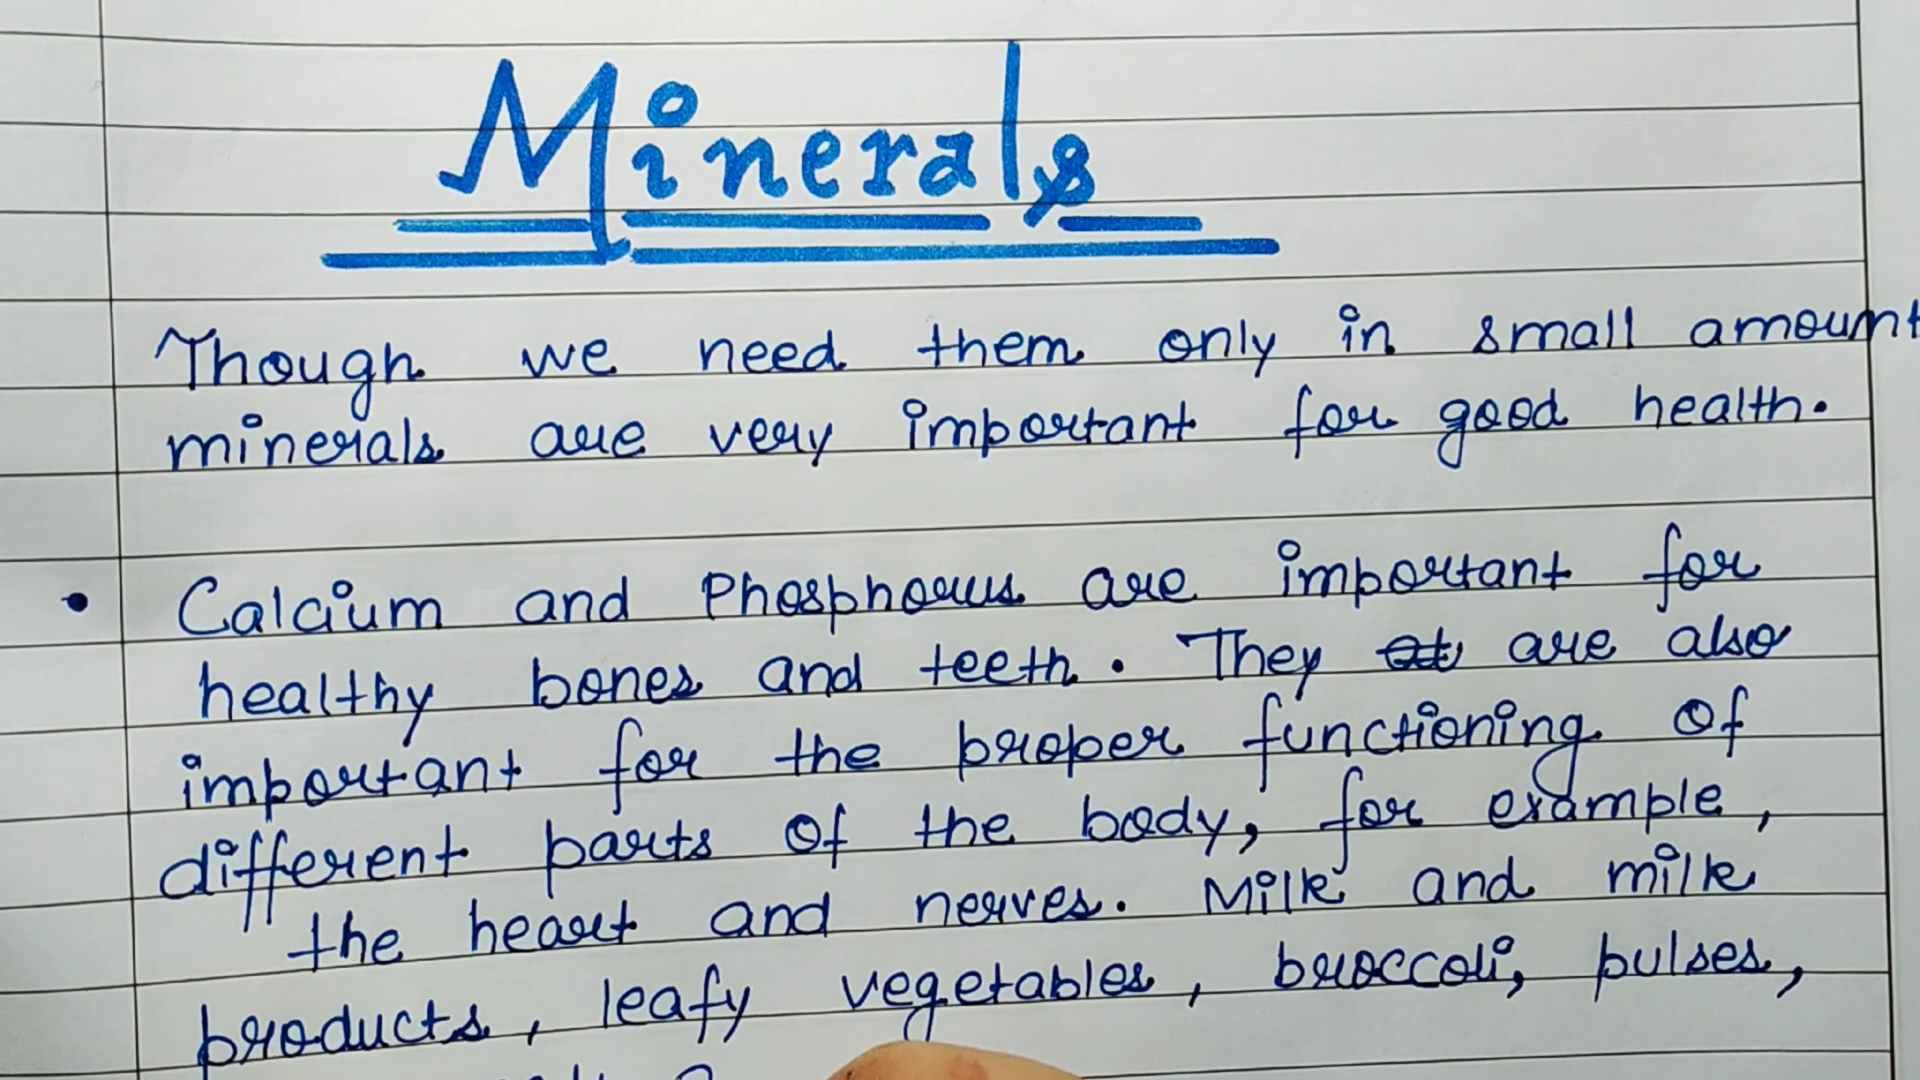 Minerals
Though we need them only in small amount
minerals are very important for good health.
• Calcium and Phosphorus are important for
healthy bones and teeth. They are also
important for the proper functioning of
different parts of the body, for example,
the heart and nerves. Milk and milk
products, leafy vegetables, broccoli, pulses,